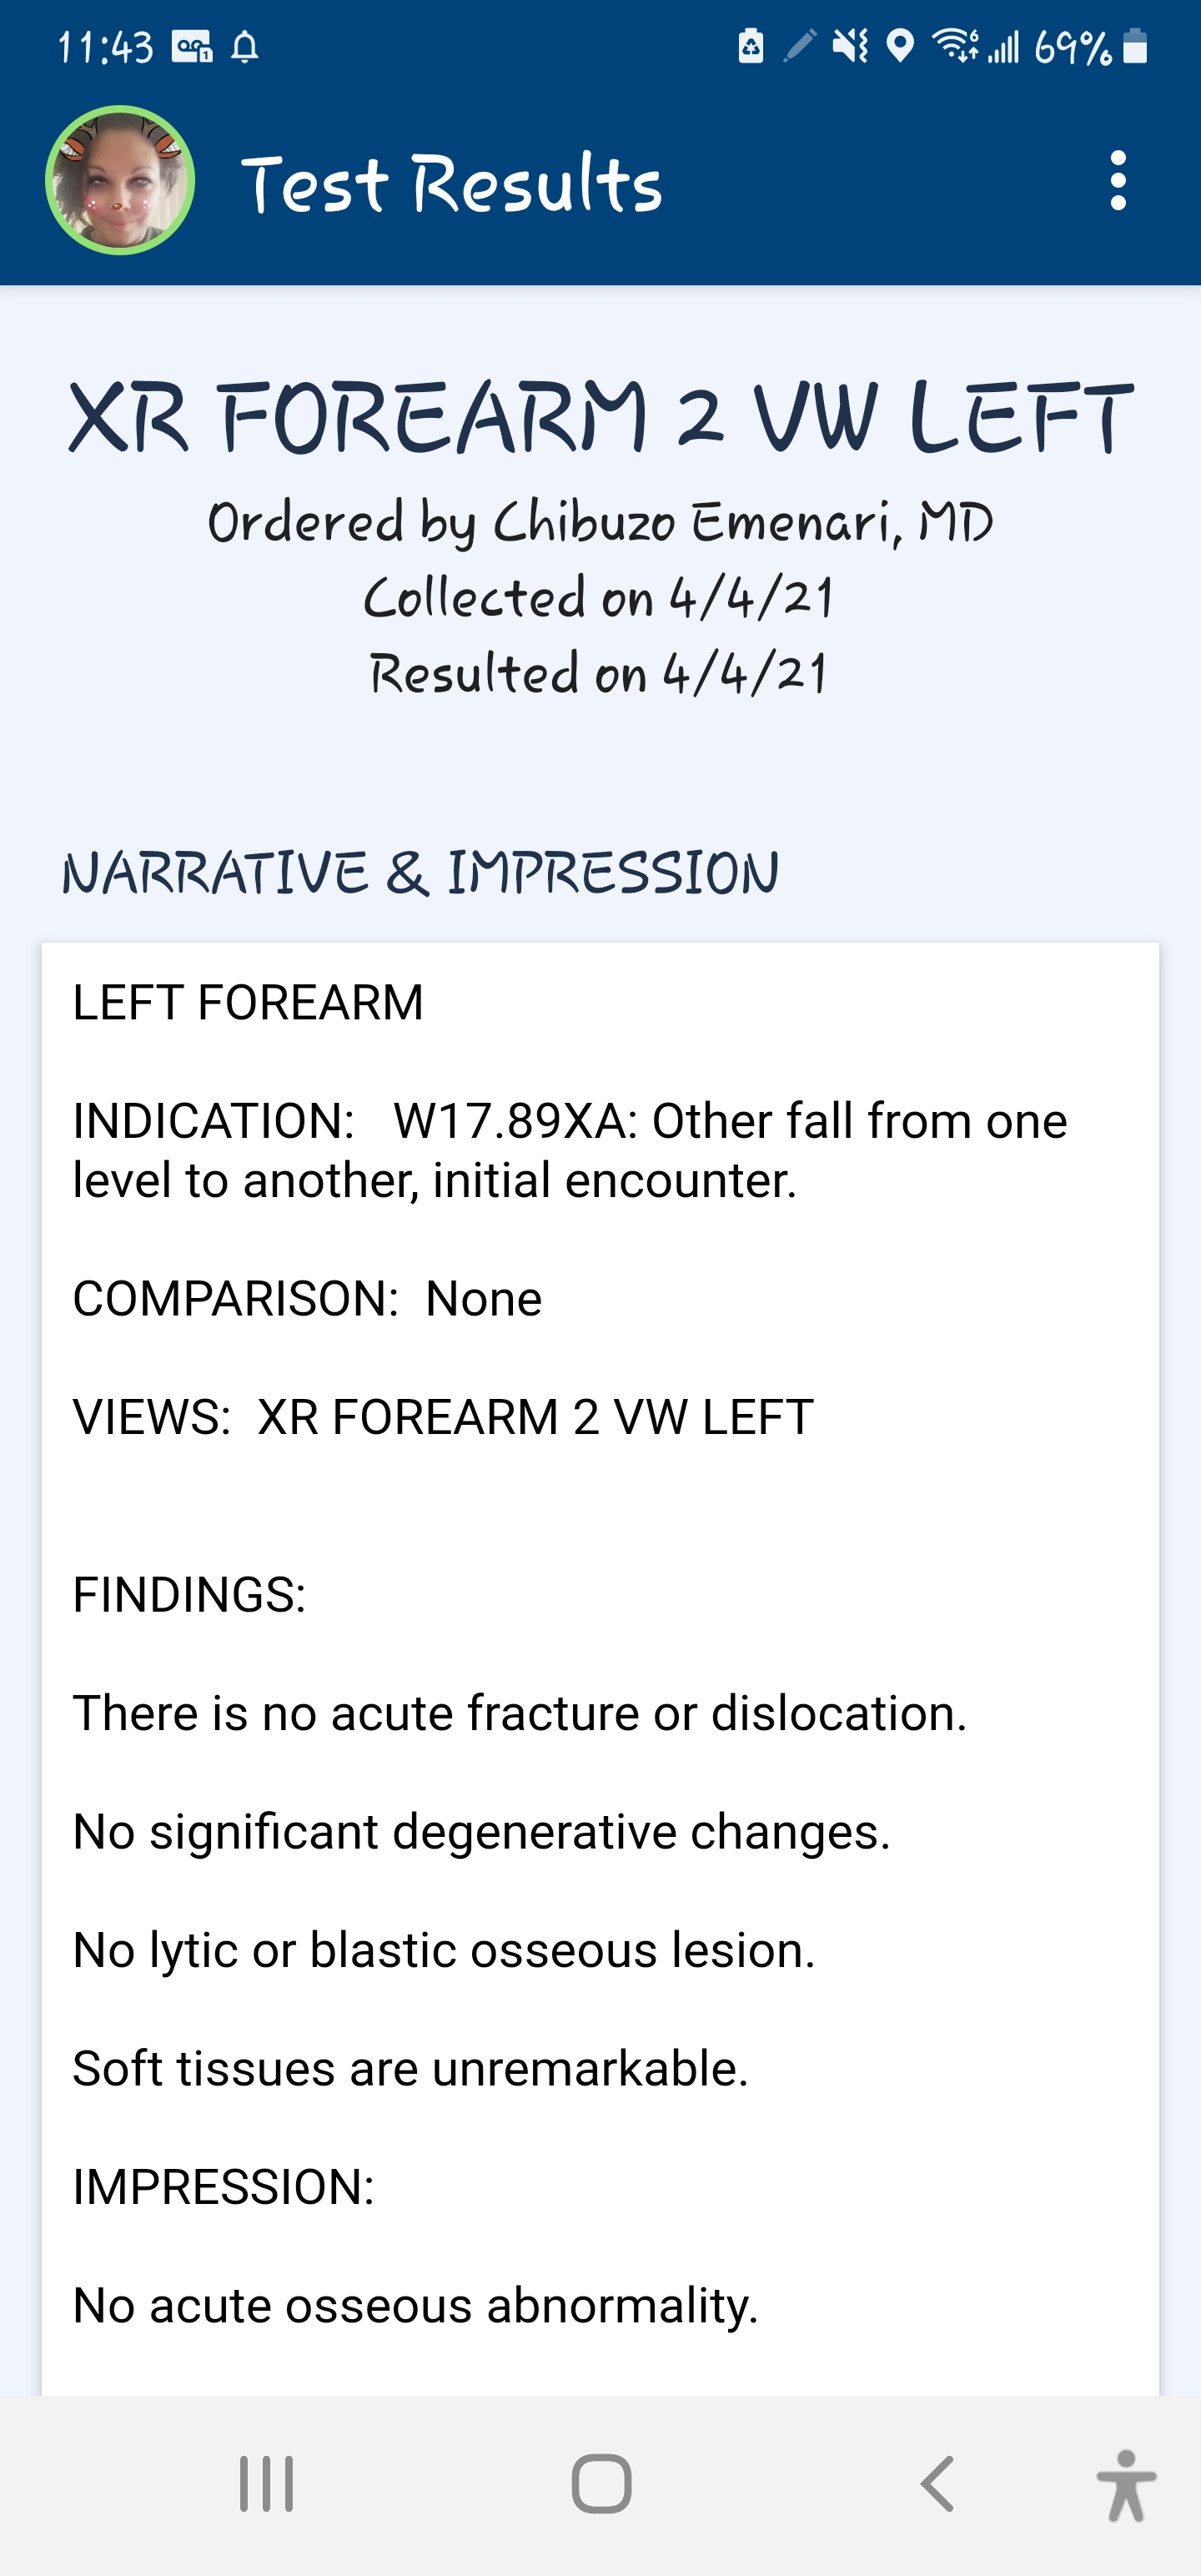 11:43
6 69%
Test Results
XR FOREARM 2 VW LEFT
Ordered by Chibuzo Emenari, MD
Collected on 4/4/21
Resulted on 4/4/21
NARRATIVE & IMPRESSION
LEFT FOREARM
INDICATION: W17.89XA: Other fall from one
level to another, initial encounter.
COMPARISON: None
VIEWS: XR FOREARM 2 VW LEFT
FINDINGS:
There is no acute fracture or dislocation.
No significant degenerative changes.
No lytic or blastic osseous lesion.
Soft tissues are unremarkable.
IMPRESSION:
No acute osseous abnormality.